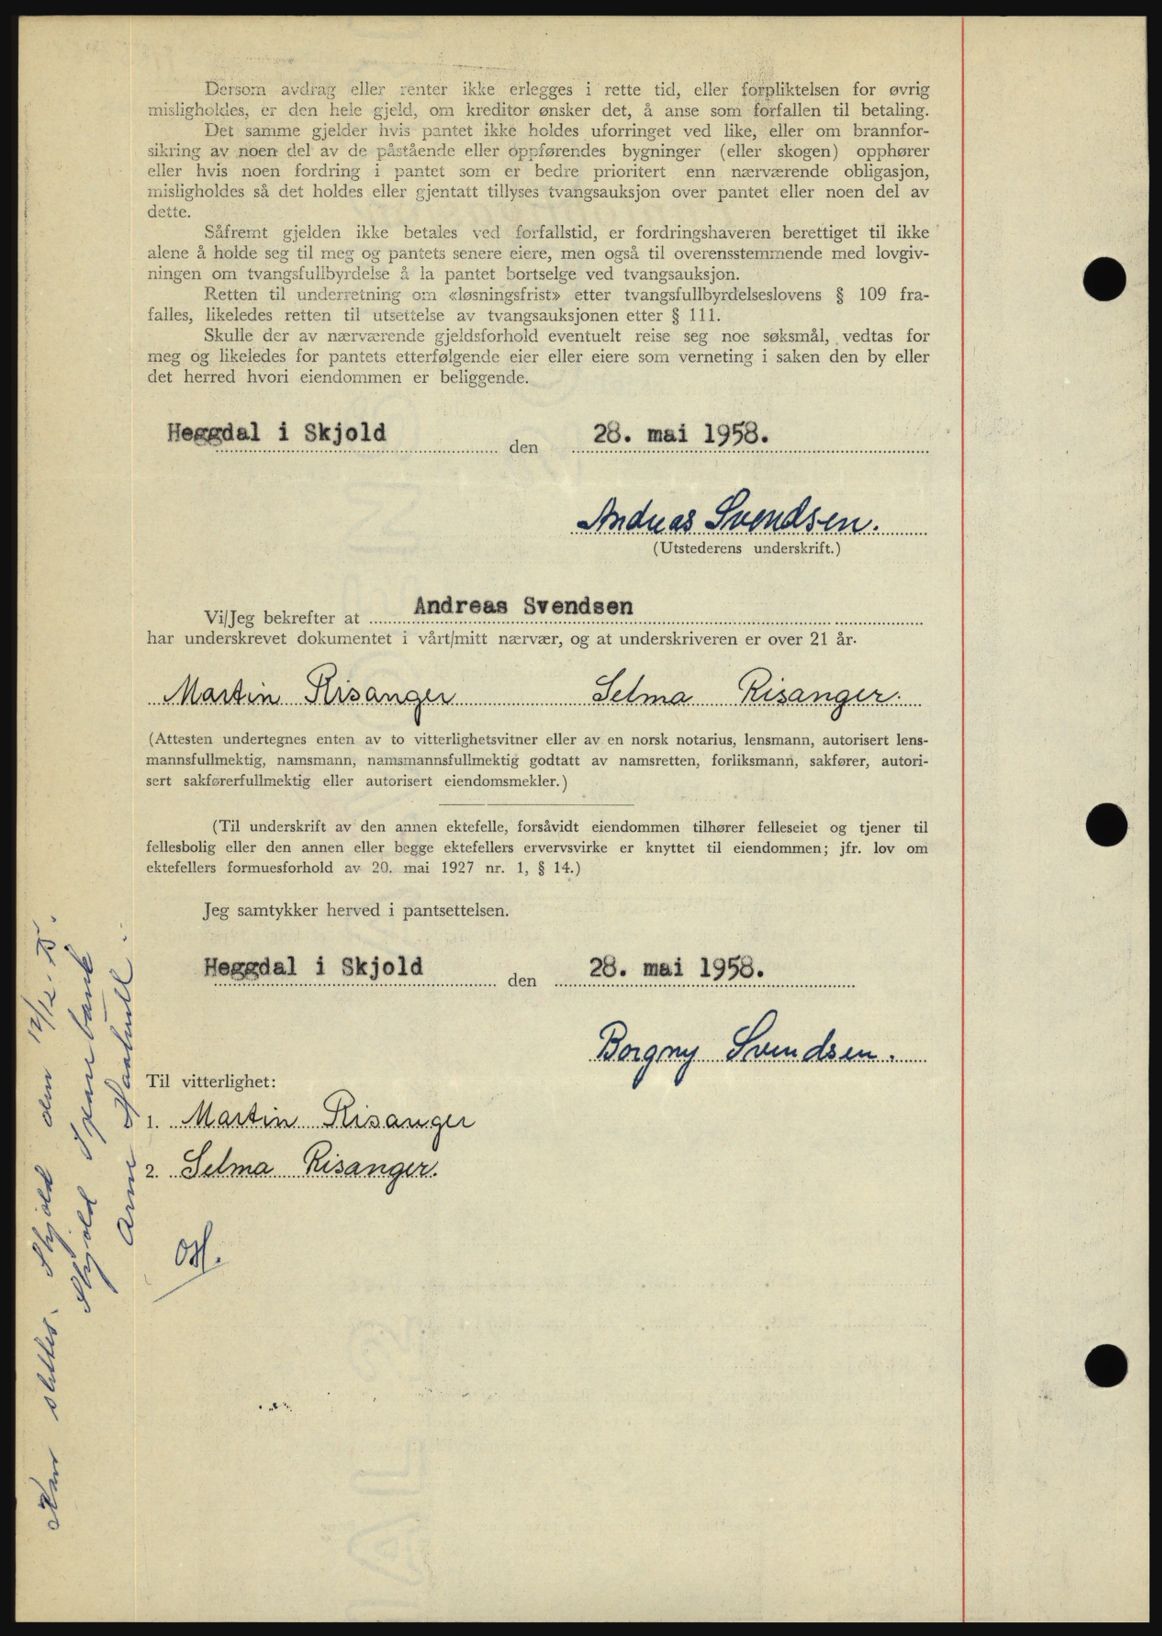 Dersom avdrag eller renter ikke erlegges i rette tid, eller forpliktelsen for øvrig
misligholdes, er den hele gjeld, om kreditor ønsker det, å anse som forfallen til betaling.
Det samme gjelder hvis pantet ikke holdes uforringet ved like, eller om brannfor-
sikring av noen del av de påstående eller oppførendes bygninger (eller skogen) opphører
eller hvis noen fordring i pantet som er bedre prioritert enn nærværende obligasjon,
misligholdes så det holdes eller gjentatt tillyses tvangsauksjon over pantet eller noen del av
dette.
Såfremt gjelden ikke betales ved forfallstid, er fordringshaveren berettiget til ikke
alene å holde seg til meg og pantets senere eiere, men også til overensstemmende med lovgiv-
ningen om tvangsfullbyrdelse å la pantet bortselge ved tvangsauksjon.
Retten til underretning om «løsningsfrist» etter tvangsfullbyrdelseslovens § 109 fra-
falles, likeledes retten til utsettelse av tvangsauksjonen etter § 111.
Skulle der av nærværende gjeldsforhold eventuelt reise seg noe søksmål, vedtas for
meg og likeledes for pantets etterfølgende eier eller eiere som verneting i saken den by eller
det herred hvori eiendommen er beliggende.
Heggdal i Skjold den 28. mai 1958.
Andreas Svendsen.
(Utstederens underskrift.)
Vi/Jeg bekrefter at Andreas Svendsen
har underskrevet dokumentet i vårt/mitt nærvær, og at underskriveren er over 21 år.
Martin Risanger Selma Risanger.
(Attesten undertegnes enten av to vitterlighetsvitner eller av en norsk notarius, lensmann, autorisert lens-
mannsfullmektig, namsmann, namsmannsfullmektig godtatt av namsretten, forliksmann, sakfører, autori-
sert sakførerfullmektig eller autorisert eiendomsmekler.)
(Til underskrift av den annen ektefelle, forsåvidt eiendommen tilhører felleseiet og tjener til
fellesbolig eller den annen eller begge ektefellers ervervsvirke er knyttet til eiendommen; jfr. lov om
ektefellers formuesforhold av 20. mai 1927 nr. 1, § 14.)
Jeg samtykker herved i pantsettelsen.
Heggdal i Skjold den 28. mai 1958.
Borgny Svendsen.
Til vitterlighet:
1. Martin Risanger
2. Selma Risanger.
OH.
Kan slettes. Skjold den 12/12-
Skjold Sparebank
Arne